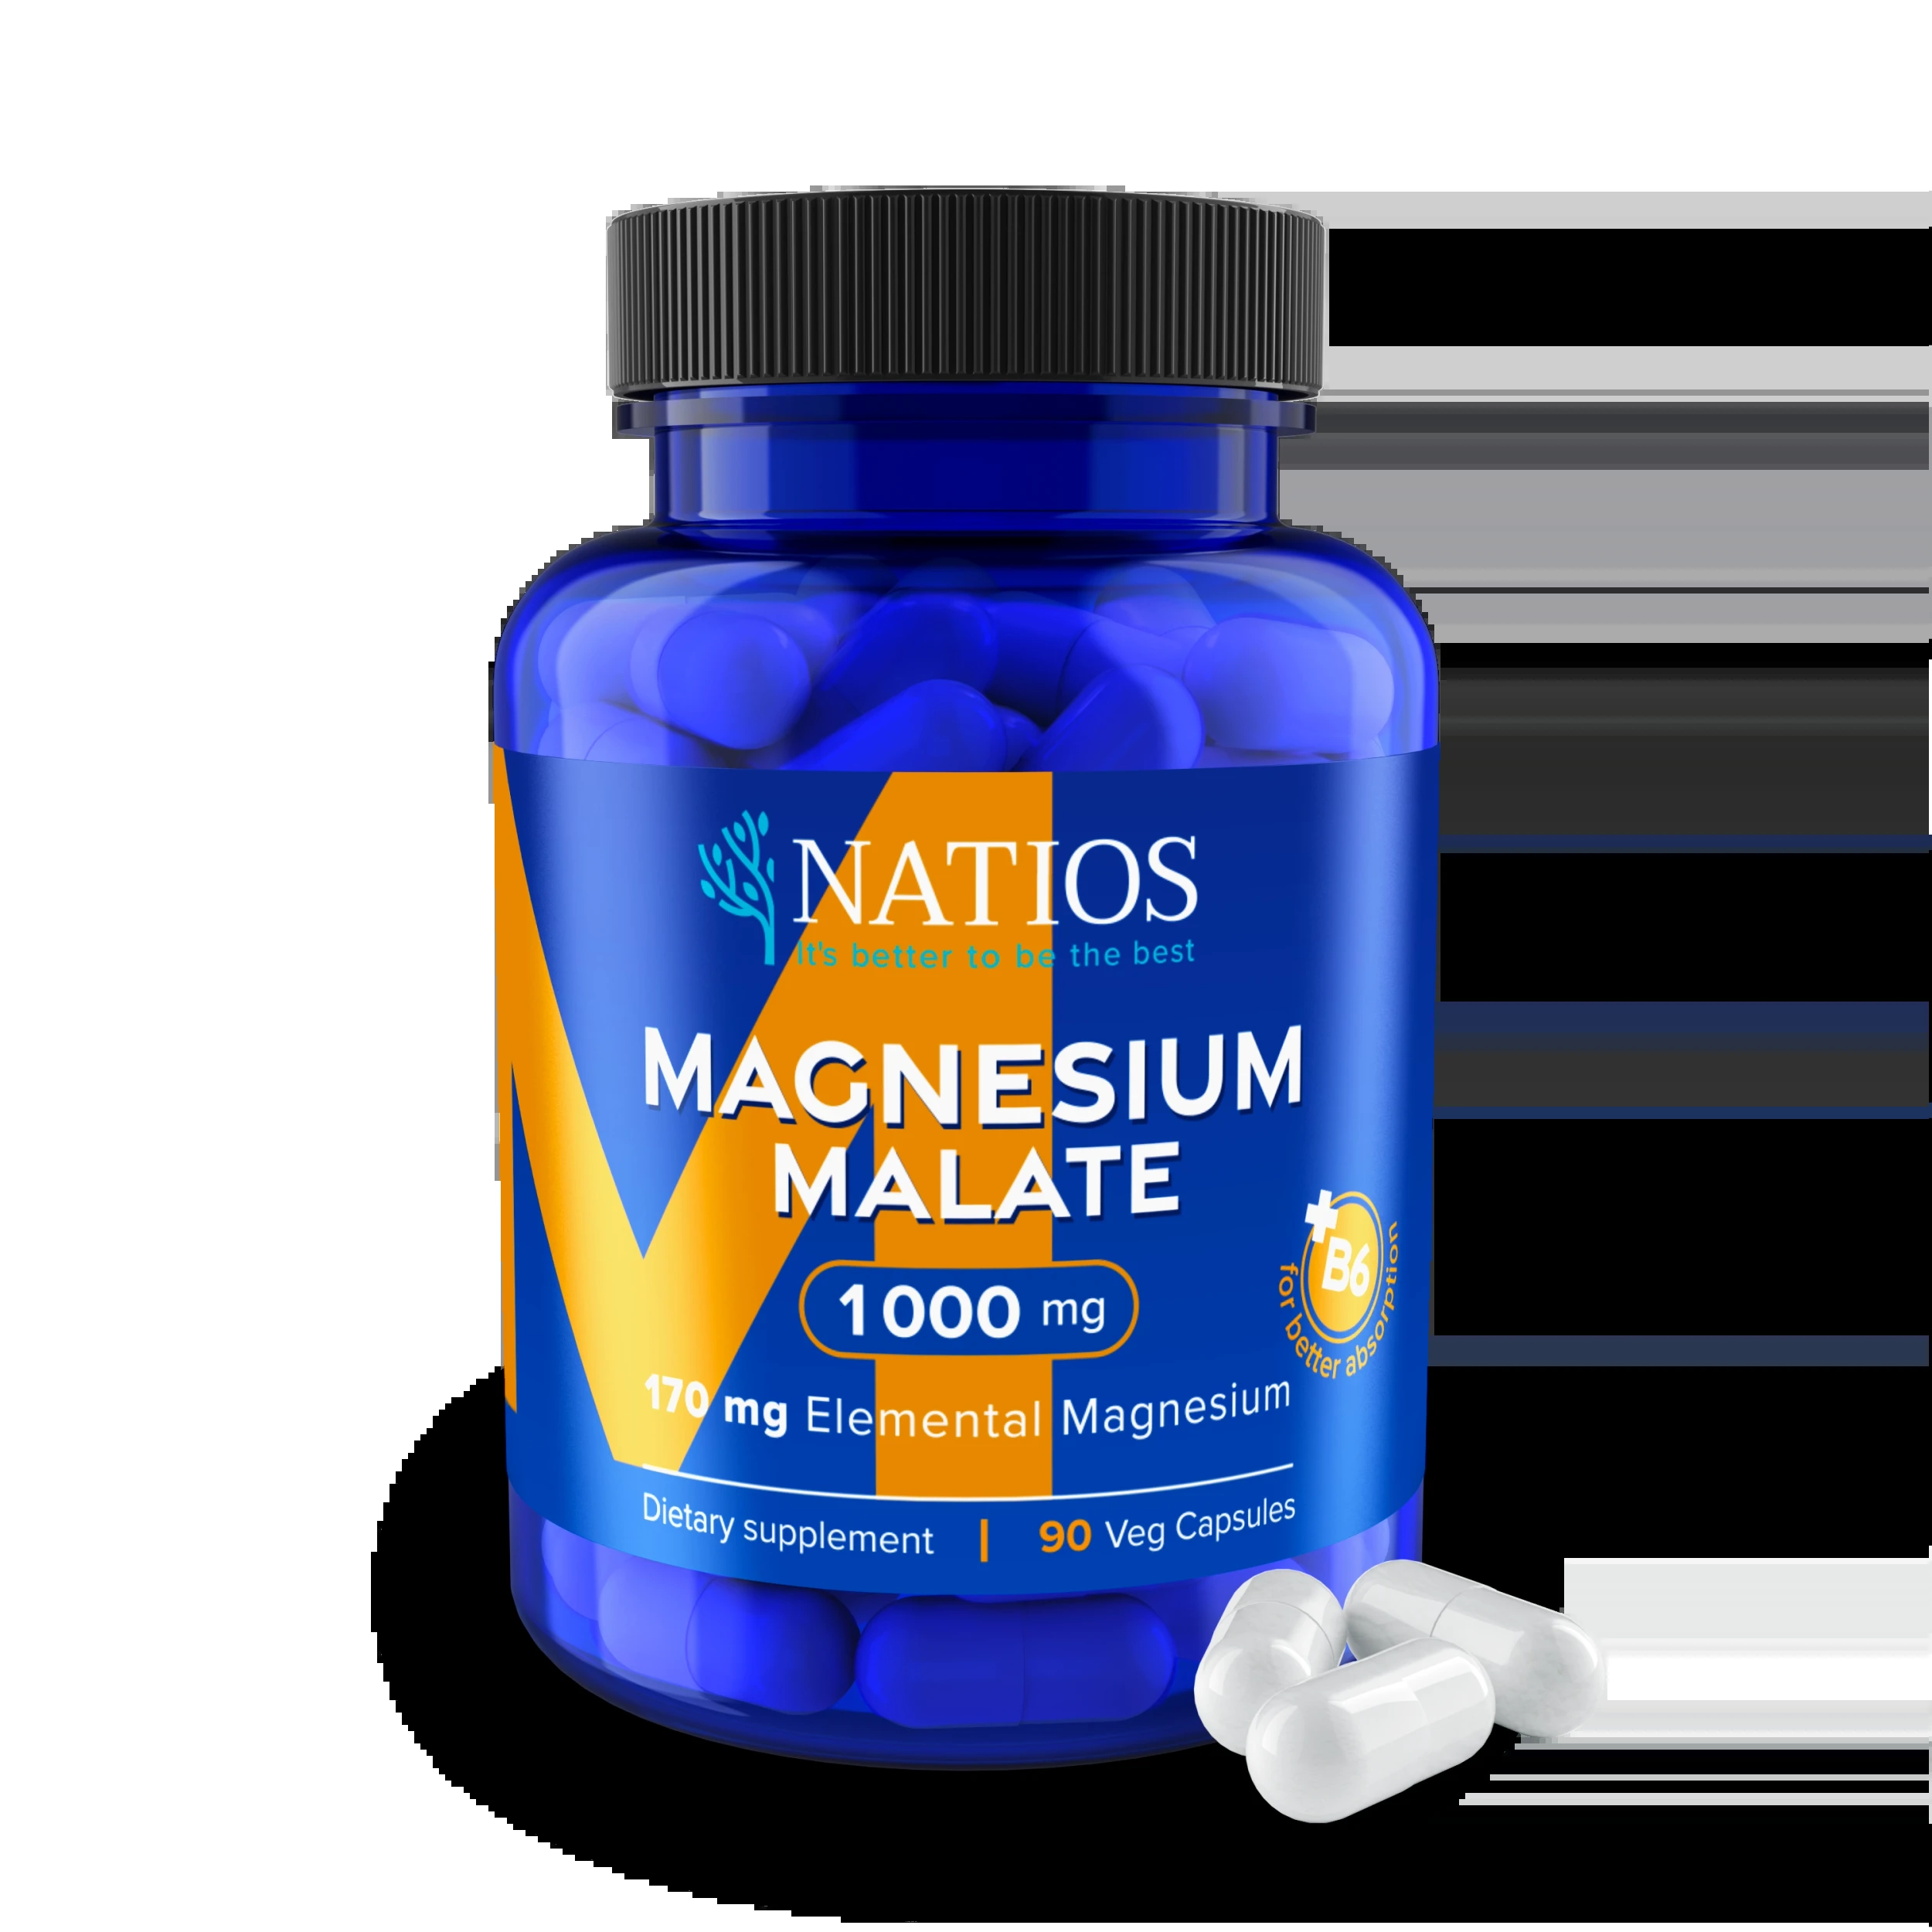 NATIOS
It's better to be the best
MAGNESIUM
MALATE
1000 mg
+B6
for better absorption
170 mg Elemental Magnesium
Dietary supplement | 90 Veg Capsules